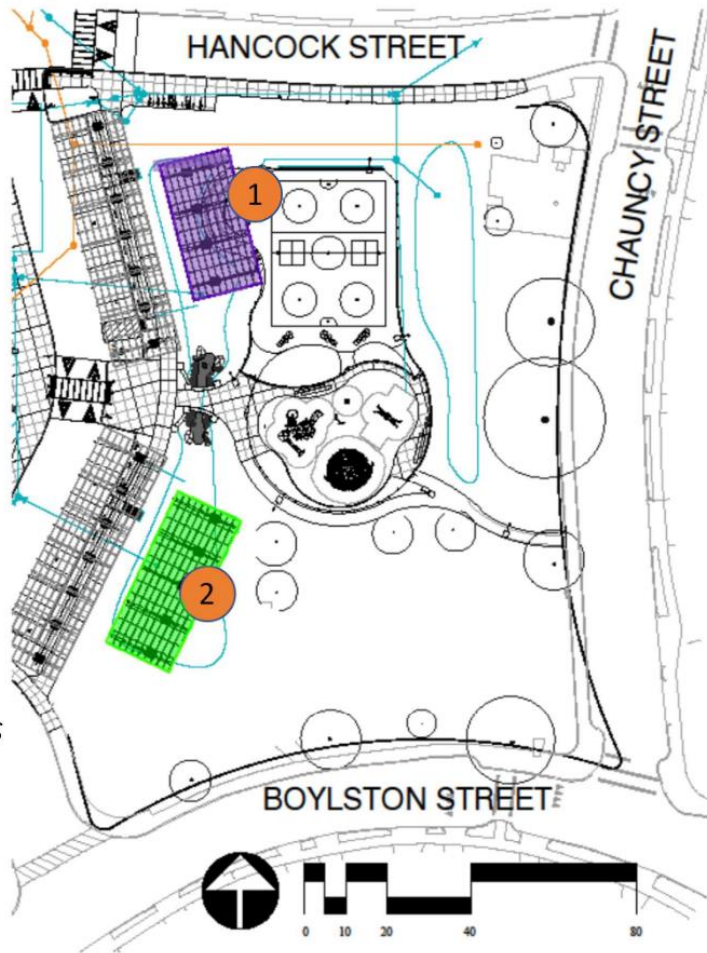 HANCOCK STREET
CHAUNCY STREET
1
2
s
BOYLSTON STREET
0 10 20 40 80